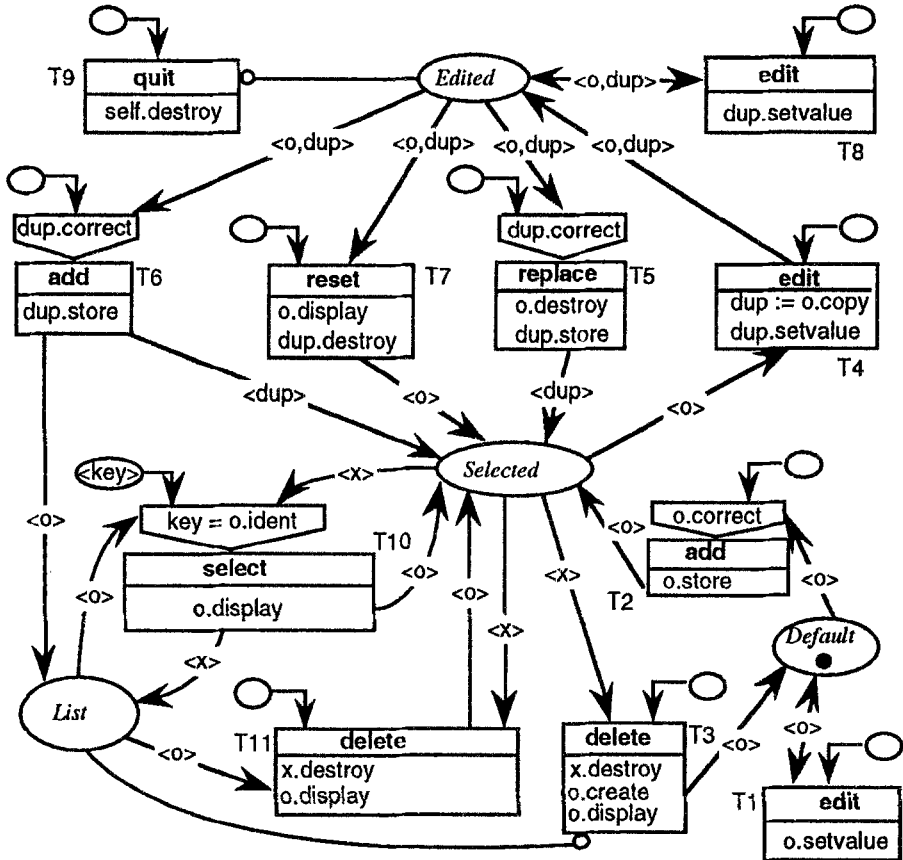 T9
quit
self.destroy
Edited
<o,dup>
edit
dup.setvalue
T8
<o,dup>
<o,dup>
<o,dup>
<o,dup>
dup.correct
add
dup.store
T6
reset
o.display
dup.destroy
T7
dup.correct
replace
o.destroy
dup.store
T5
edit
dup := o.copy
dup.setvalue
T4
<dup>
<o>
<dup>
<o>
<key>
<x>
Selected
<o>
key = o.ident
T10
select
o.display
<o>
<o>
<x>
<o>
<x>
<x>
<o>
o.correct
add
o.store
T2
<o>
Default
List
<o>
T11
delete
x.destroy
o.display
delete
x.destroy
o.create
o.display
T3
<o>
<o>
T1
edit
o.setvalue